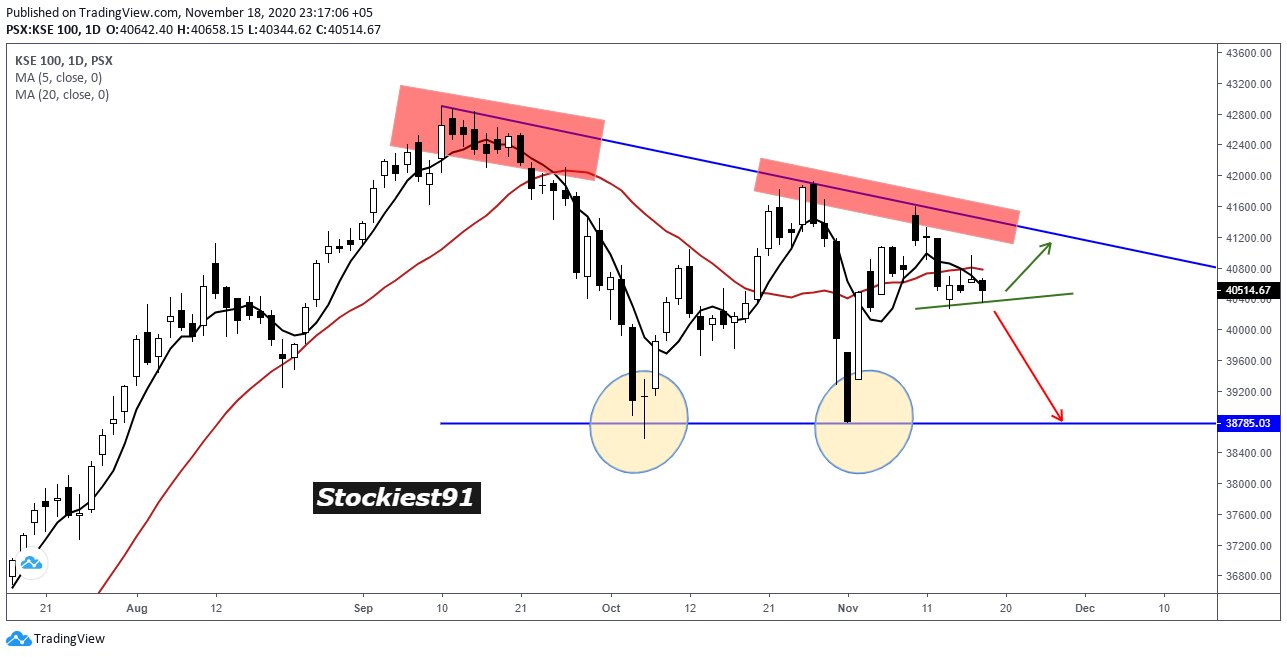 Published on TradingView.com, November 18, 2020 23:17:06 +05
PSX:KSE 100, 1D O:40642.40 H:40658.15 L:40344.62 C:40514.67
KSE 100, 1D, PSX
MA (5, close, 0)
MA (20, close, 0)
43600.00
43200.00
42800.00
42400.00
42000.00
41600.00
41200.00
40800.00
40514.67
40400.00
40000.00
39600.00
39200.00
38785.03
38400.00
38000.00
37600.00
37200.00
36800.00
Stockiest91
21 Aug 12 Sep 10 21 Oct 12 21 Nov 11 20 Dec 10
TradingView